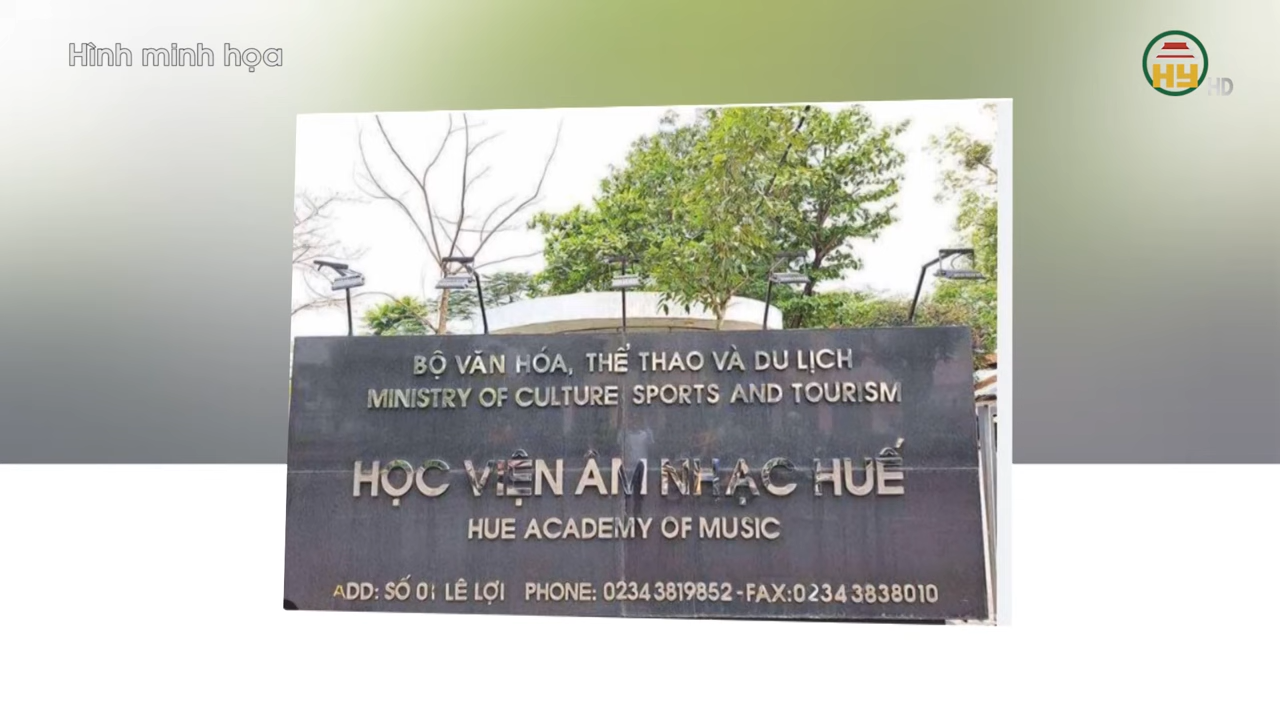 Hình minh họa
HY
HD
BỘ VĂN HÓA, THỂ THAO VÀ DU LỊCH
MINISTRY OF CULTURE SPORTS AND TOURISM
HỌC VIỆN ÂM NHẠC HUẾ
HUE ACADEMY OF MUSIC
ADD: SỐ 01 LÊ LỢI PHONE: 0234 3819852 - FAX:0234 3838010